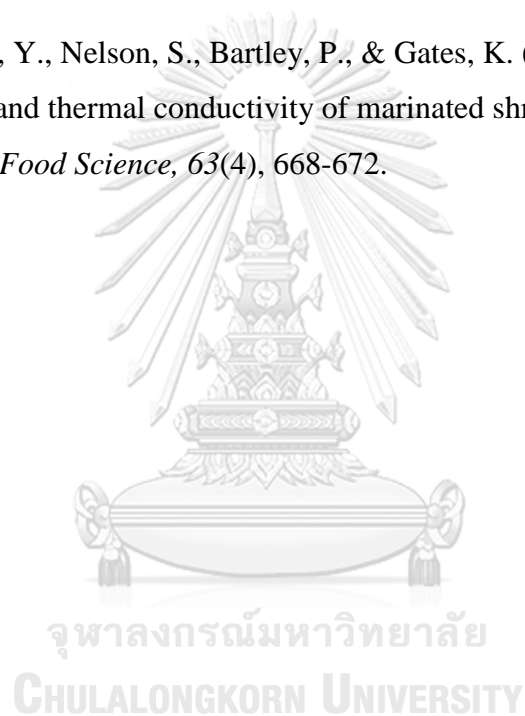 , Y., Nelson, S., Bartley, P., & Gates, K. (
and thermal conductivity of marinated shr
Food Science, 63(4), 668-672.
จุฬาลงกรณ์มหาวิทยาลัย
CHULALONGKORN UNIVERSITY